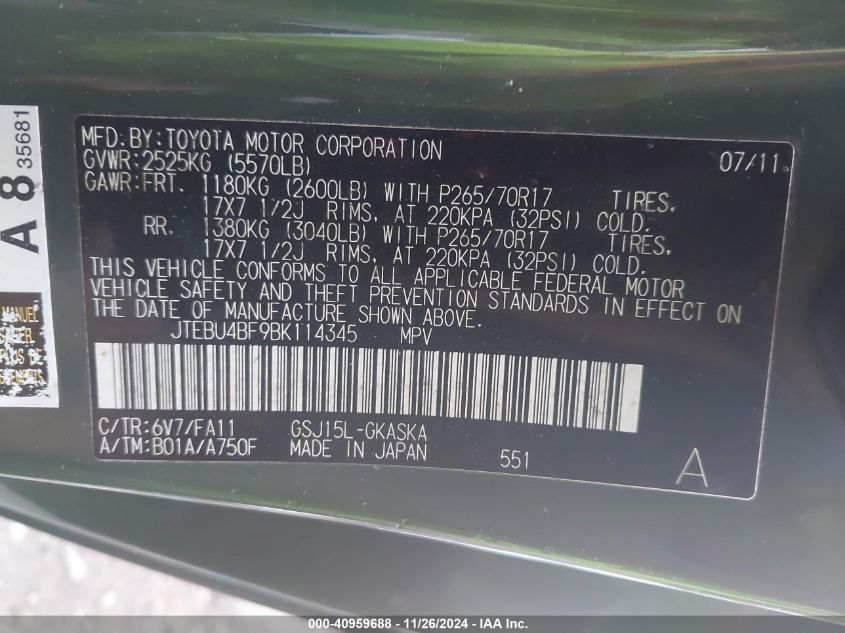 MFD.BY:TOYOTA MOTOR CORPORATION 07/11
GVWR:2525KG (5570LB)
GAWR:FRT. 1180KG (2600LB) WITH P265/70R17 TIRES.
17X7 1/2J RIMS. AT 220KPA (32PSI) COLD.
RR. 1380KG (3040LB) WITH P265/70R17 TIRES.
17X7 1/2J RIMS. AT 220KPA (32PSI) COLD.
THIS VEHICLE CONFORMS TO ALL APPLICABLE FEDERAL MOTOR
VEHICLE SAFETY AND THEFT PREVENTION STANDARDS IN EFFECT ON
THE DATE OF MANUFACTURE SHOWN ABOVE.
JTEBU4BF9BK114345 MPV
C/TR:6V7/FA11 GSJ15L-GKASKA
A/TM:B01A/A750F MADE IN JAPAN 551 A
A 8 35681
MANUEL
000-40959688 - 11/26/2024 - IAA Inc.